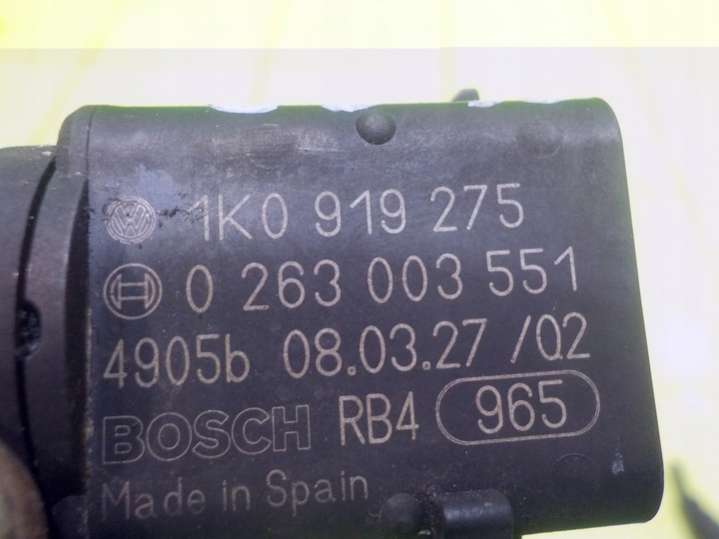 1K0 919 275
0 263 003 551
4905b 08.03.27 /Q2
BOSCH RB4 965
Made in Spain